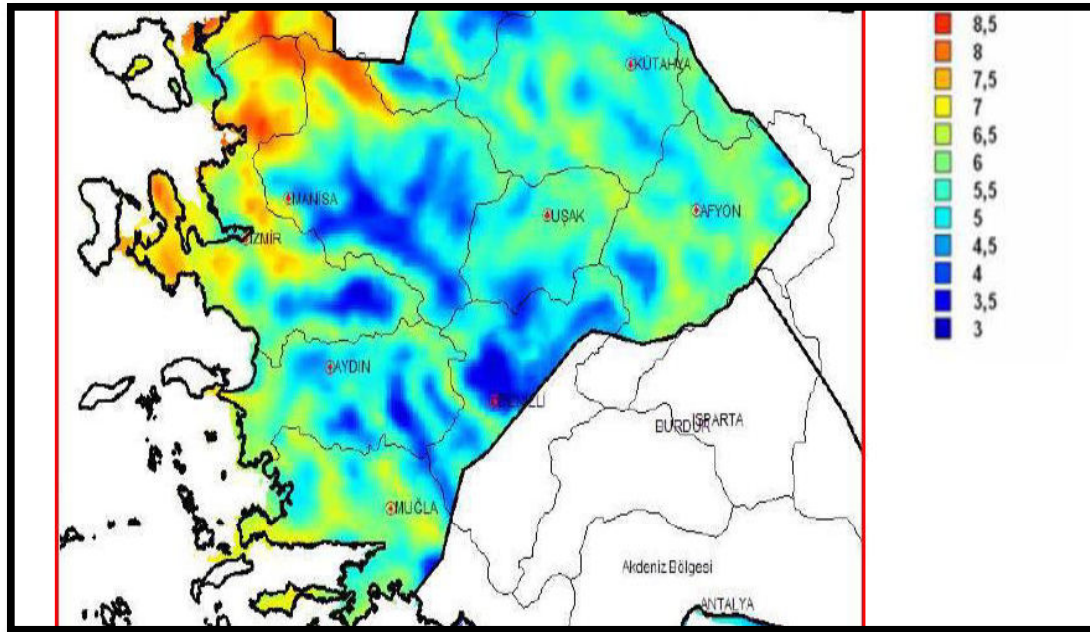 8,5
8
7,5
7
6,5
6
5,5
5
4,5
4
3,5
3
KÜTAHYA
MANİSA
UŞAK
AFYON
İZMİR
AYDIN
ISPARTA
BURDUR
MUĞLA
Akdeniz Bölgesi
ANTALYA